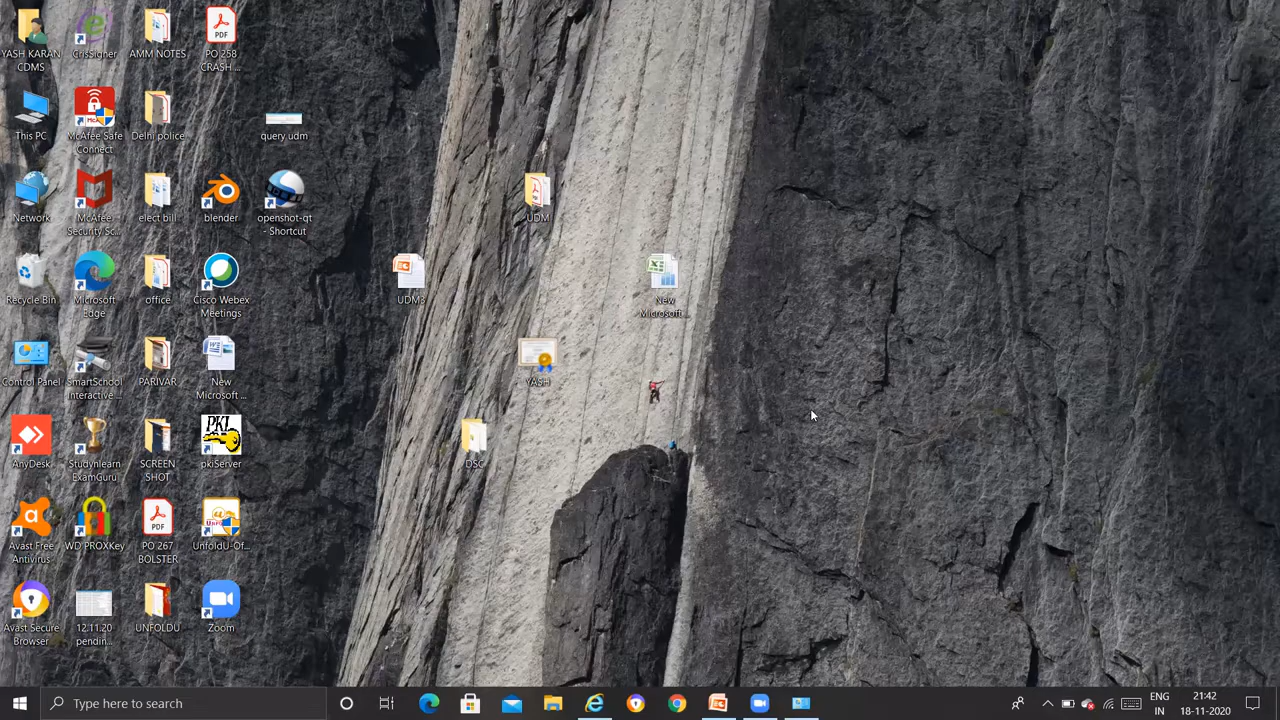 YASH KARAN
CDMS
CrisSigner
AMM NOTES
PDF
PO 258
CRASH ...
This PC
McAfee Safe
Connect
Delhi police
query.udm
Network
McAfee
Security Sc...
elect bill
blender
openshot-qt
- Shortcut
UDM
Recycle Bin
Microsoft
Edge
office
Cisco Webex
Meetings
UDM3
New
Microsoft ...
Control Panel
SmartSchool
Interactive ...
PARIVAR
New
Microsoft ...
YASH
AnyDesk
Studynlearn
ExamGuru
SCREEN
SHOT
PKI
pkiServer
DSC
Avast Free
Antivirus
WD PROXKey
PDF
PO 267
BOLSTER
UnfoldU-Of...
Avast Secure
Browser
12.11.20
pendin...
UNFOLDU
Zoom
Type here to search
ENG
IN
21:42
18-11-2020